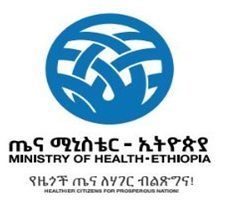 ጤና ሚኒስቴር - ኢትዮጵያ
MINISTRY OF HEALTH-ETHIOPIA
የዜጎች ጤና ለሃገር ብልጽግና!
HEALTHIER CITIZENS FOR PROSPEROUS NATION!